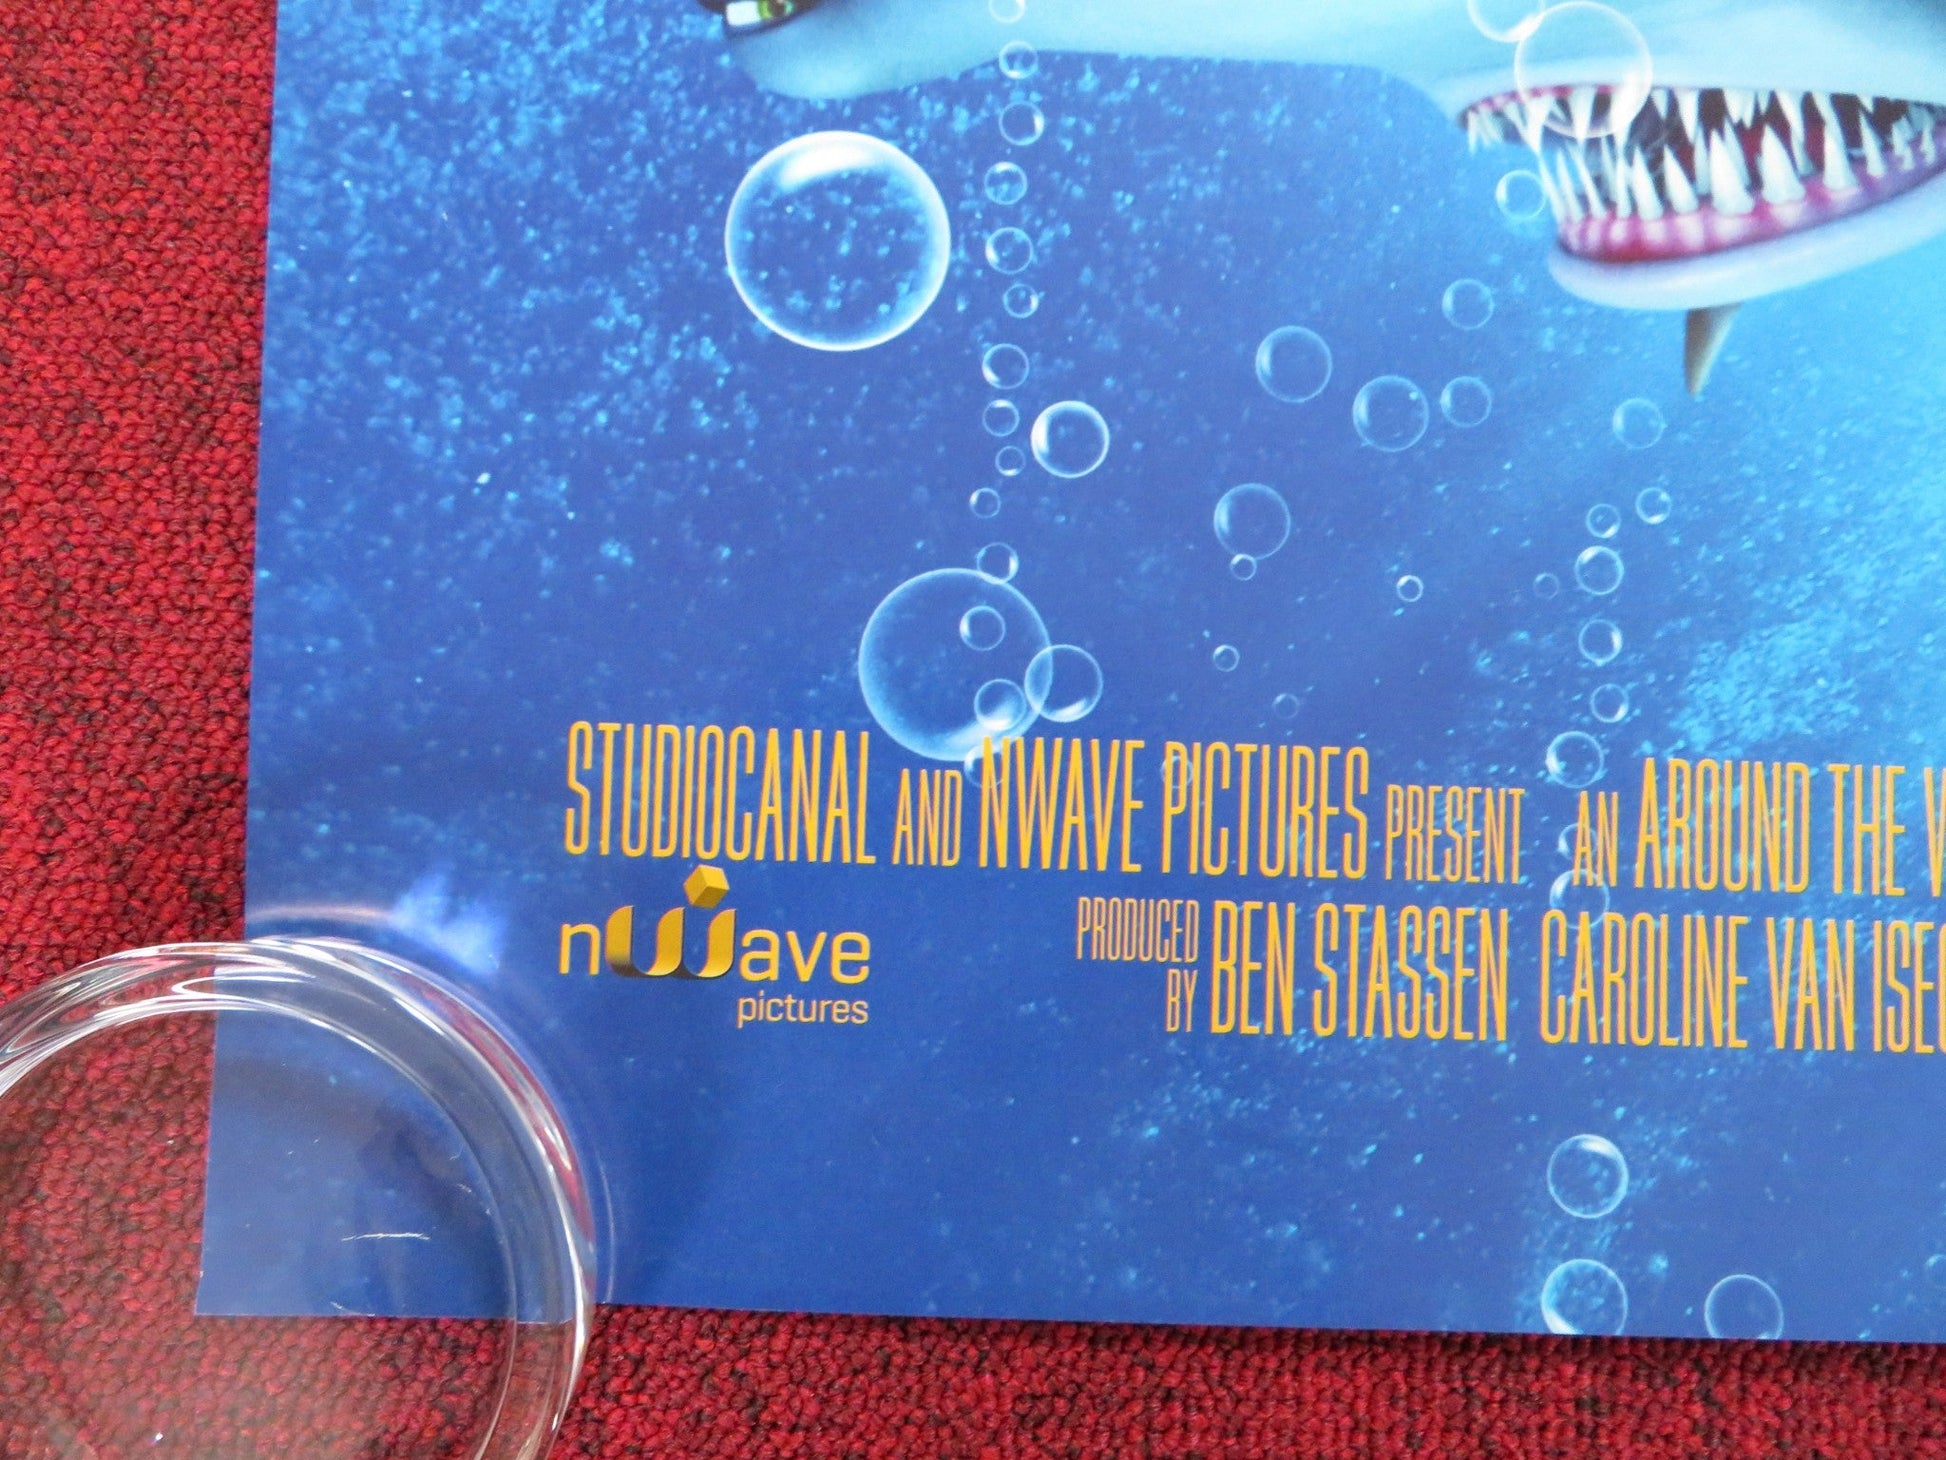 STUDIOCANAL AND NWAVE PICTURES PRESENT AN AROUND THE
nWave
pictures
PRODUCED BY BEN STASSEN CAROLINE VAN